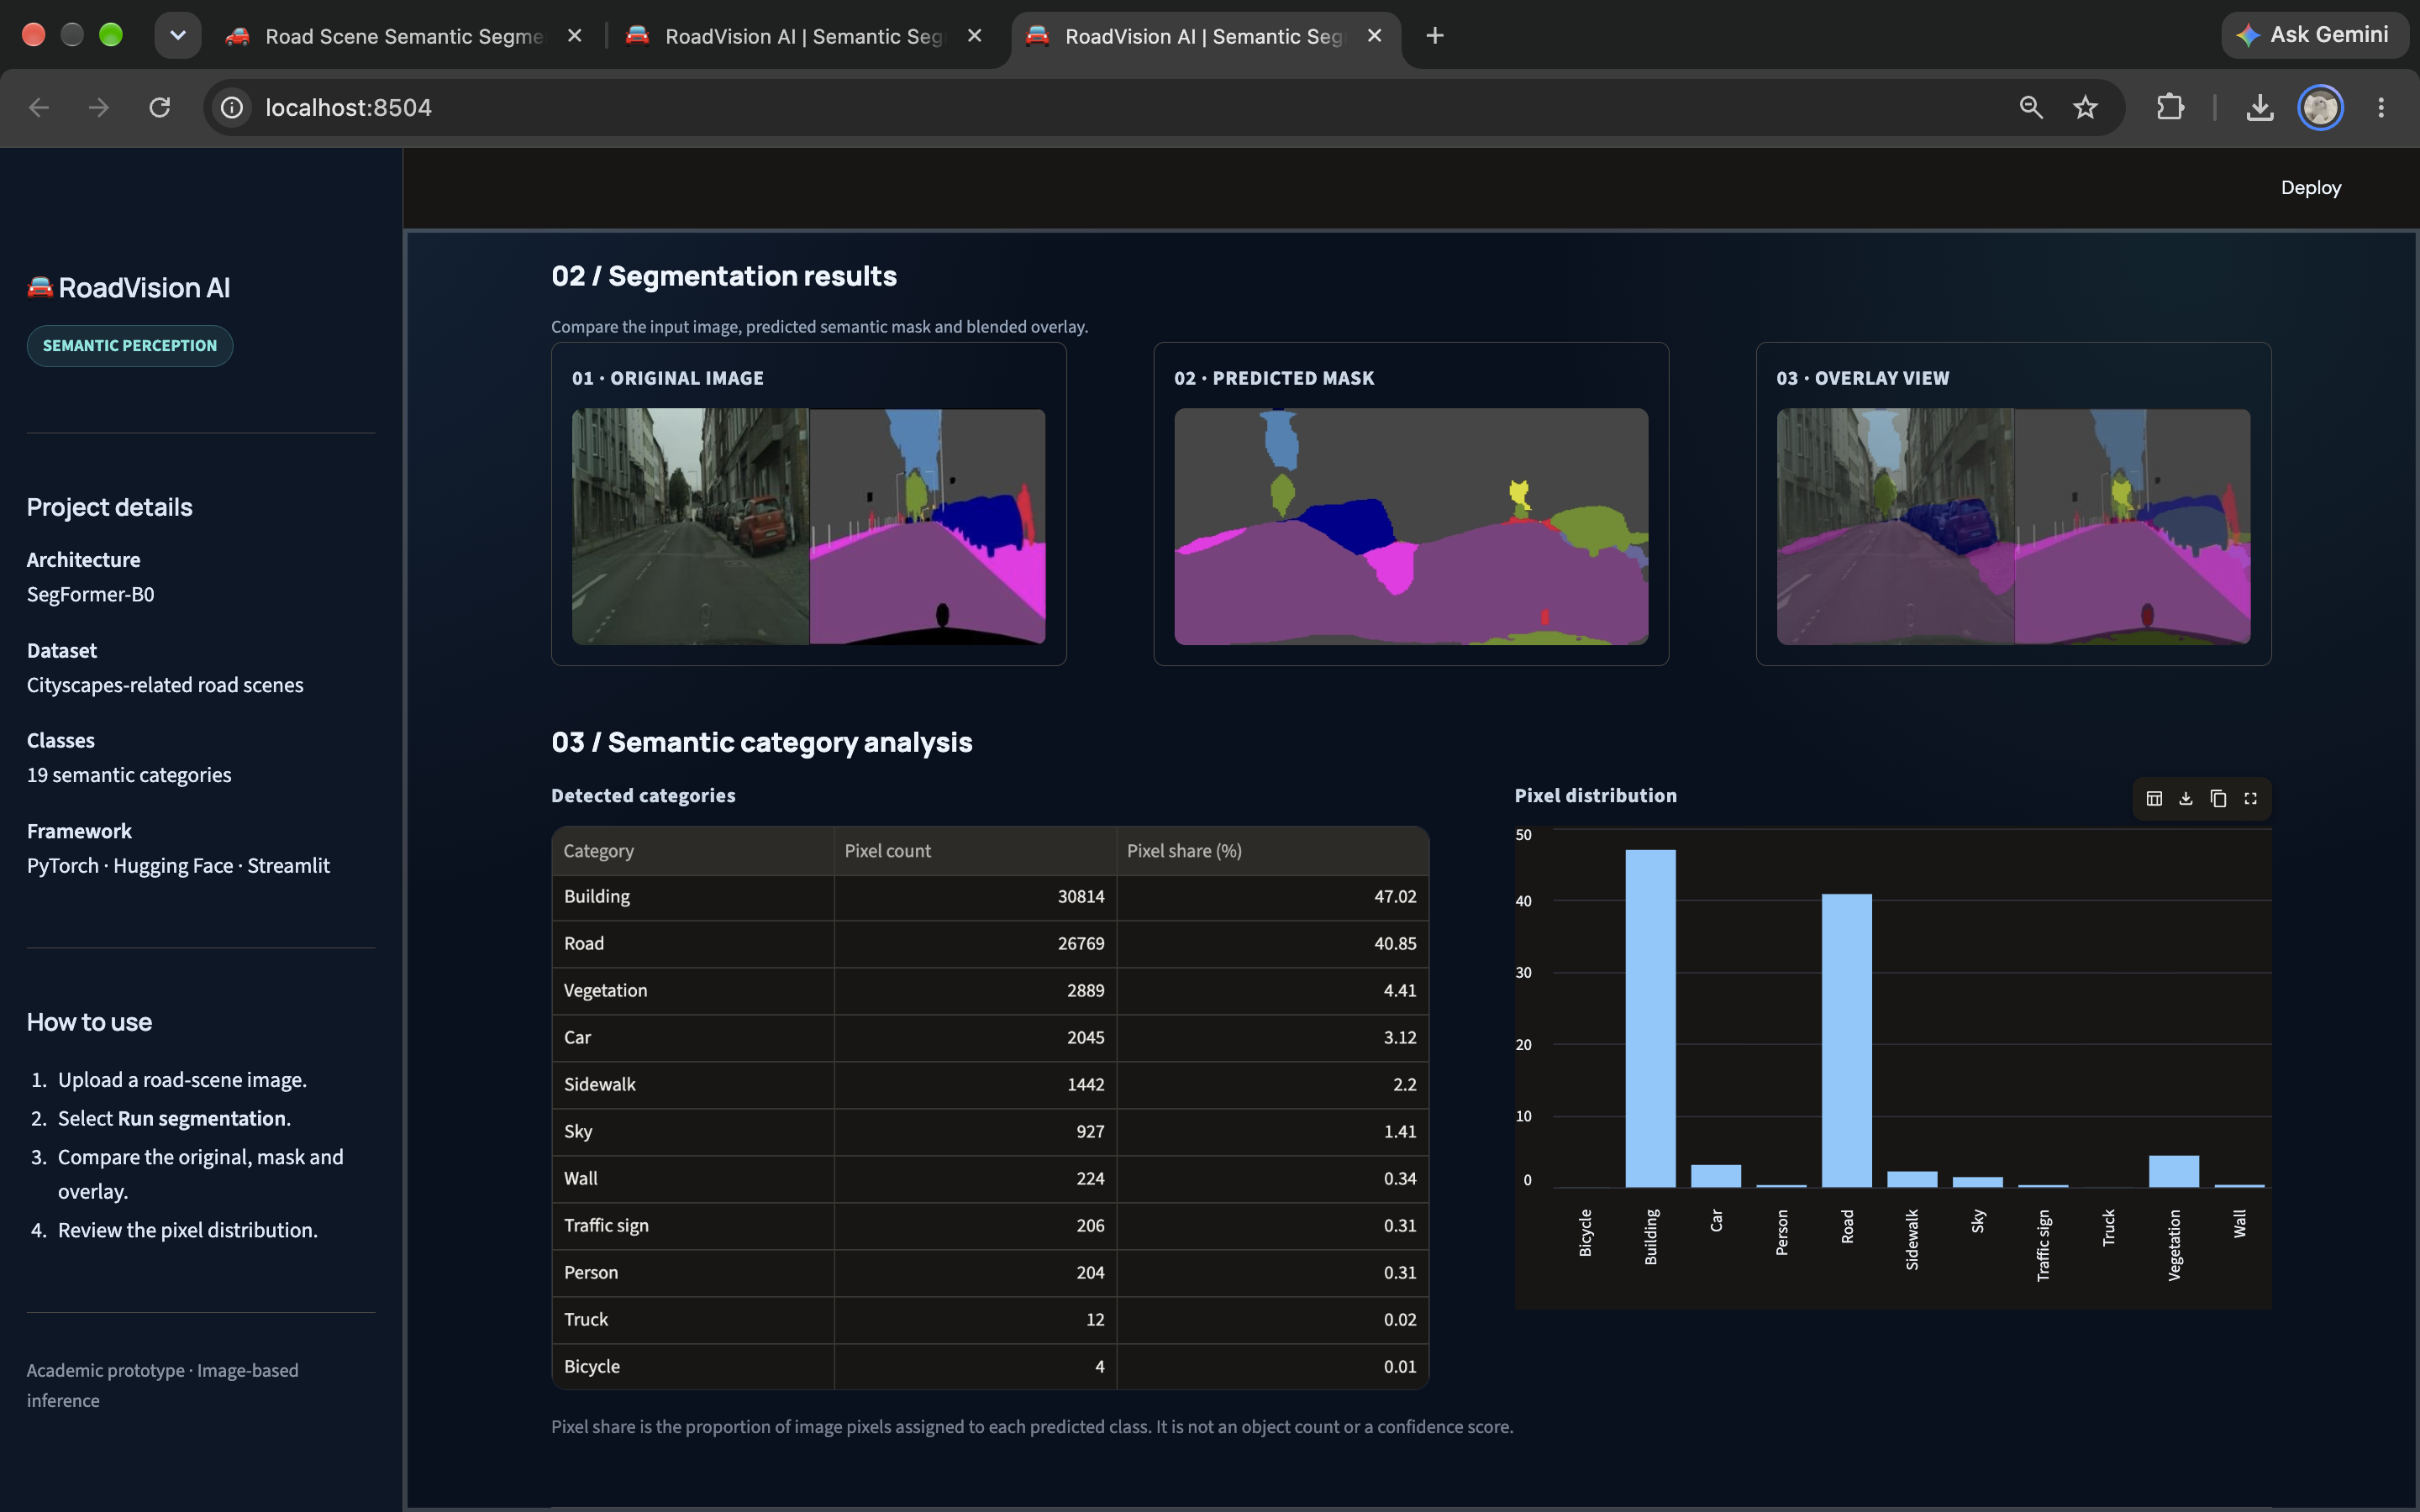 Road Scene Semantic Segme
RoadVision AI | Semantic Seg
RoadVision AI | Semantic Seg
Ask Gemini
localhost:8504
Deploy
RoadVision AI
SEMANTIC PERCEPTION
Project details
Architecture
SegFormer-B0
Dataset
Cityscapes-related road scenes
Classes
19 semantic categories
Framework
PyTorch · Hugging Face · Streamlit
How to use
1. Upload a road-scene image.
2. Select Run segmentation.
3. Compare the original, mask and
overlay.
4. Review the pixel distribution.
Academic prototype · Image-based
inference
02 / Segmentation results
Compare the input image, predicted semantic mask and blended overlay.
01 · ORIGINAL IMAGE
02 · PREDICTED MASK
03 · OVERLAY VIEW
03 / Semantic category analysis
Detected categories
Category Pixel count Pixel share (%)
Building 30814 47.02
Road 26769 40.85
Vegetation 2889 4.41
Car 2045 3.12
Sidewalk 1442 2.2
Sky 927 1.41
Wall 224 0.34
Traffic sign 206 0.31
Person 204 0.31
Truck 12 0.02
Bicycle 4 0.01
Pixel distribution
50
40
30
20
10
0
Bicycle
Building
Car
Person
Road
Sidewalk
Sky
Traffic sign
Truck
Vegetation
Wall
Pixel share is the proportion of image pixels assigned to each predicted class. It is not an object count or a confidence score.